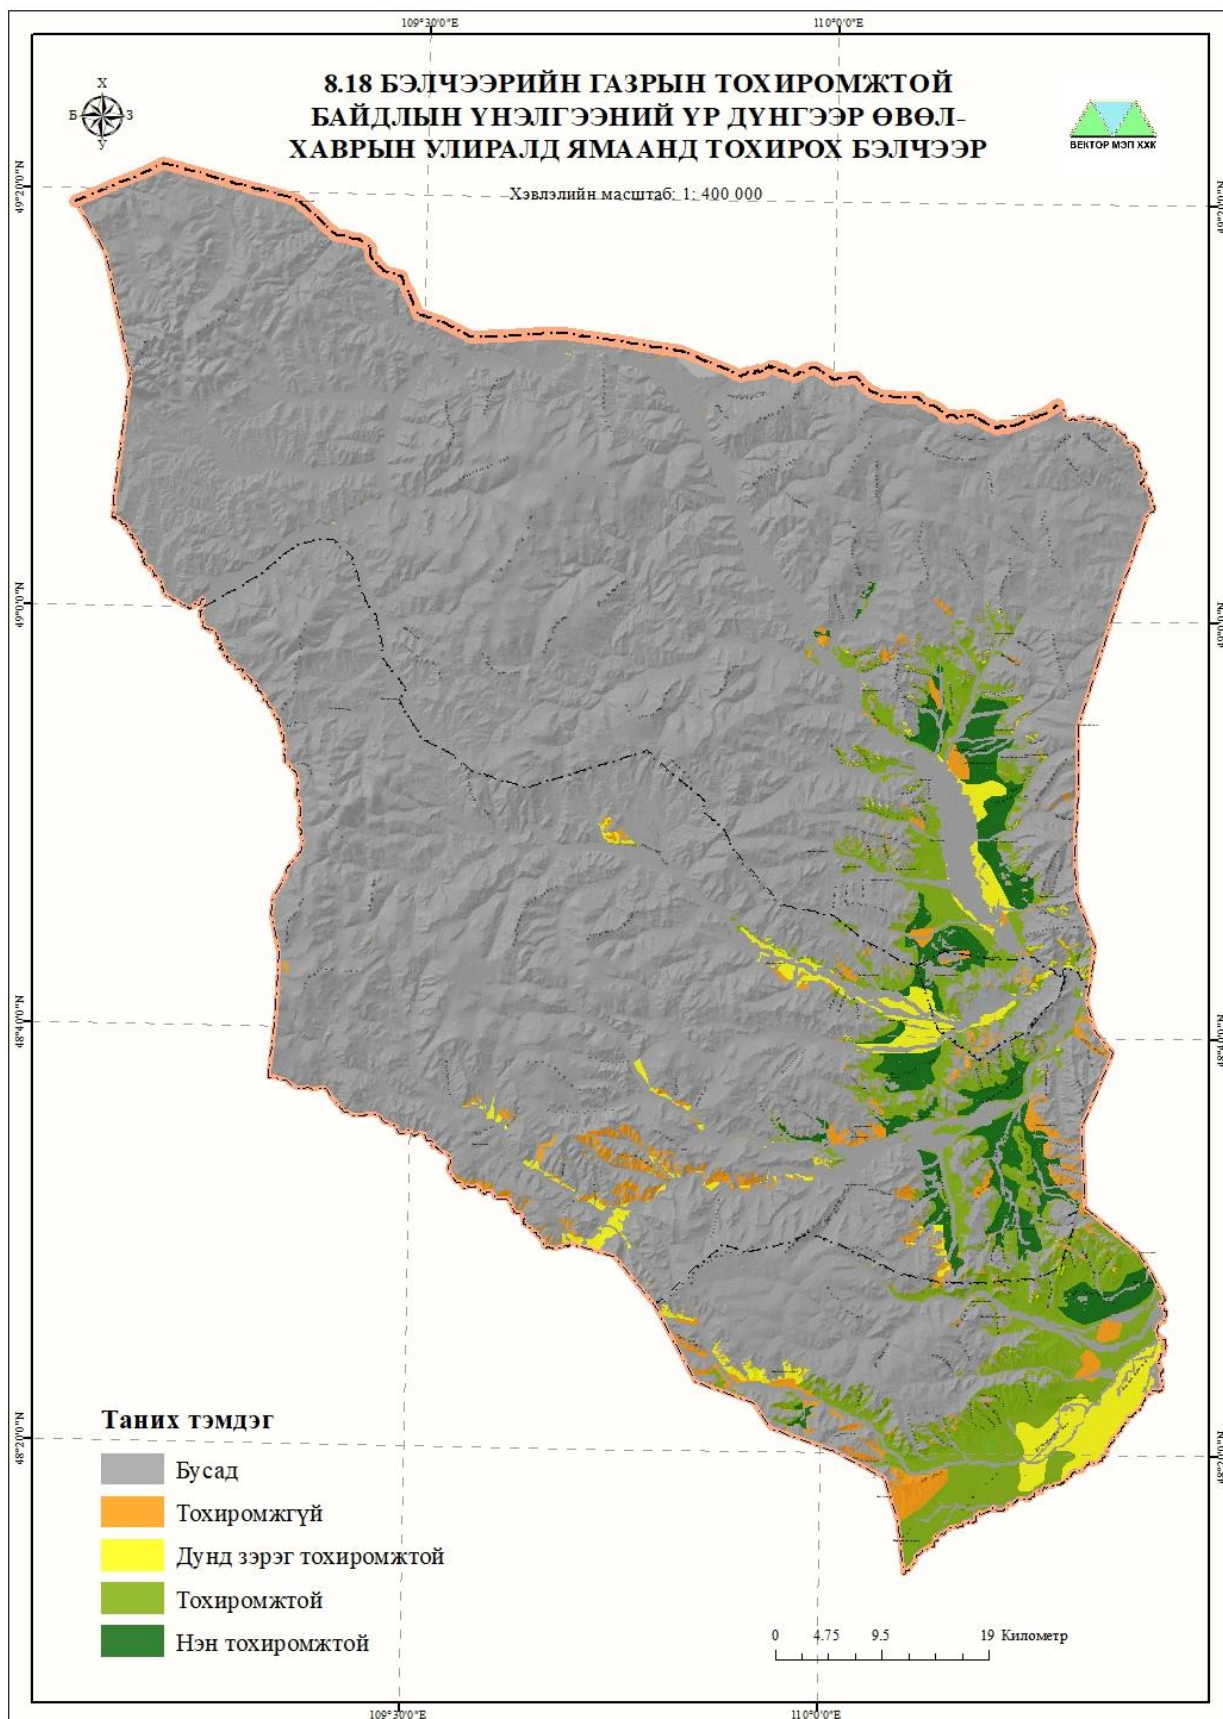 109°30'0"E
110°0'0"E
8.18 БЭЛЧЭЭРИЙН ГАЗРЫН ТОХИРОМЖТОЙ
БАЙДЛЫН ҮНЭЛГЭЭНИЙ ҮР ДҮНГЭЭР ӨВӨЛ-
ХАВРЫН УЛИРАЛД ЯМААНД ТОХИРОХ БЭЛЧЭЭР
Хэвлэлийн масштаб: 1: 400 000
Х
Б
З
У
ВЕКТОР МЭП ХХК
49°20'0"N
49°0'0"N
48°40'0"N
48°20'0"N
Таних тэмдэг
Бусад
Тохиромжгүй
Дунд зэрэг тохиромжтой
Тохиромжтой
Нэн тохиромжтой
0 4.75 9.5 19 Километр
109°30'0"E
110°0'0"E